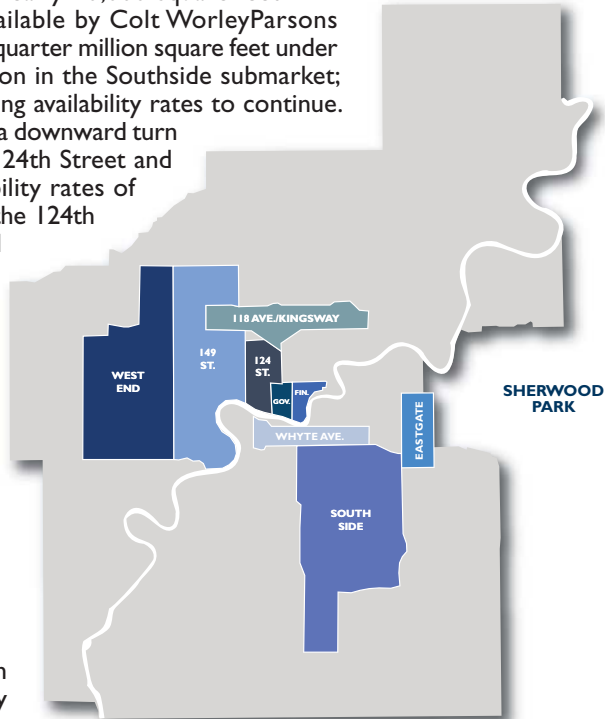 ailable by Colt WorleyParsons
quarter million square feet under
on in the Southside submarket;
ng availability rates to continue.
a downward turn
24th Street and
bility rates of
the 124th
118 AVE./KINGSWAY
WEST
END
149
ST.
124
ST.
GOV.
FIN.
WHYTE AVE.
EASTGATE
SHERWOOD
PARK
SOUTH
SIDE
n
y